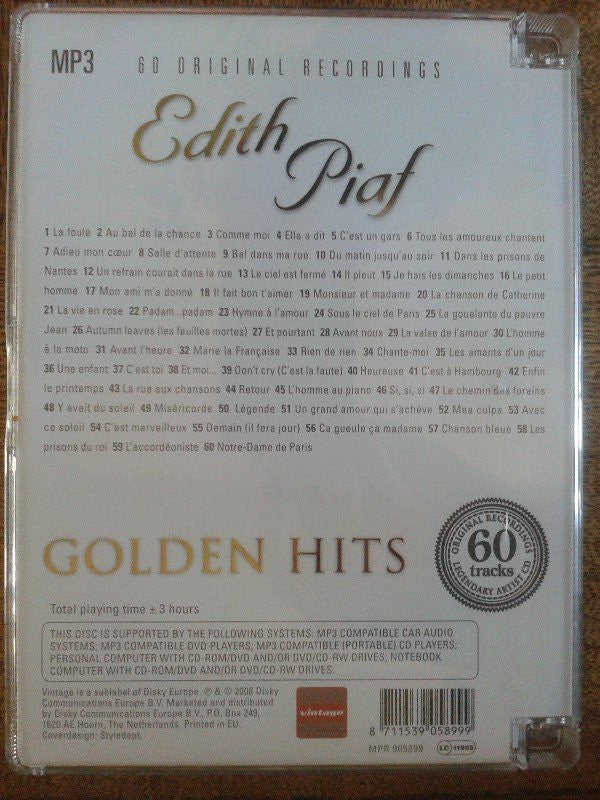 MP3 60 ORIGINAL RECORDINGS
Edith
Piaf
1 La foule 2 Au bal de la chance 3 Comme moi 4 Elle a dit 5 C'est un gars 6 Tous les amoureux chantent
7 Adieu mon cœur 8 Salle d'attente 9 Bal dans ma rue 10 Du matin jusqu'au soir 11 Dans les prisons de
Nantes 12 Un refrain courait dans la rue 13 Le ciel est fermé 14 Il pleut 15 Je hais les dimanches 16 Le petit
homme 17 Mon ami m'a donné 18 Il fait bon t'aimer 19 Monsieur et madame 20 La chanson de Catherine
21 La vie en rose 22 Padam...padam 23 Hymne à l'amour 24 Sous le ciel de Paris 25 La goualante du pauvre
Jean 26 Autumn leaves (les feuilles mortes) 27 Et pourtant 28 Avant nous 29 La valse de l'amour 30 L'homme
à la moto 31 Avant l'heure 32 Marie la Française 33 Rien de rien 34 Chante-moi 35 Les amants d'un jour
36 Une enfant 37 C'est toi 38 Et moi... 39 Don't cry (C'est la faute) 40 Heureuse 41 C'est à Hambourg 42 Enfin
le printemps 43 La rue aux chansons 44 Retour 45 L'homme au piano 46 Si, si, si 47 Le chemin des forains
48 Y avait du soleil 49 Miséricorde 50 Légende 51 Un grand amour qui s'achève 52 Mea culpa 53 Avec
ce soleil 54 C'est merveilleux 55 Demain (il fera jour) 56 Ca gueule ça madame 57 Chanson bleue 58 Les
prisons du roi 59 L'accordéoniste 60 Notre-Dame de Paris
GOLDEN HITS
ORIGINAL RECORDINGS
60
tracks
LEGENDARY ARTIST CD
Total playing time ± 3 hours
THIS DISC IS SUPPORTED BY THE FOLLOWING SYSTEMS: MP3 COMPATIBLE CAR AUDIO
SYSTEMS; MP3 COMPATIBLE DVD PLAYERS; MP3 COMPATIBLE (PORTABLE) CD PLAYERS;
PERSONAL COMPUTER WITH CD-ROM/DVD AND/OR DVD/CD-RW DRIVES; NOTEBOOK
COMPUTER WITH CD-ROM/DVD AND/OR DVD/CD-RW DRIVES.
Vintage is a sublabel of Disky Europe. ℗ & © 2008 Disky
Communications Europe B.V. Marketed and distributed
by Disky Communications Europe B.V., P.O. Box 249,
1620 AE Hoorn, The Netherlands. Printed in EU.
Coverdesign: Styledept.
vintage
8 711539 058999
MPR 905899
LC 11955